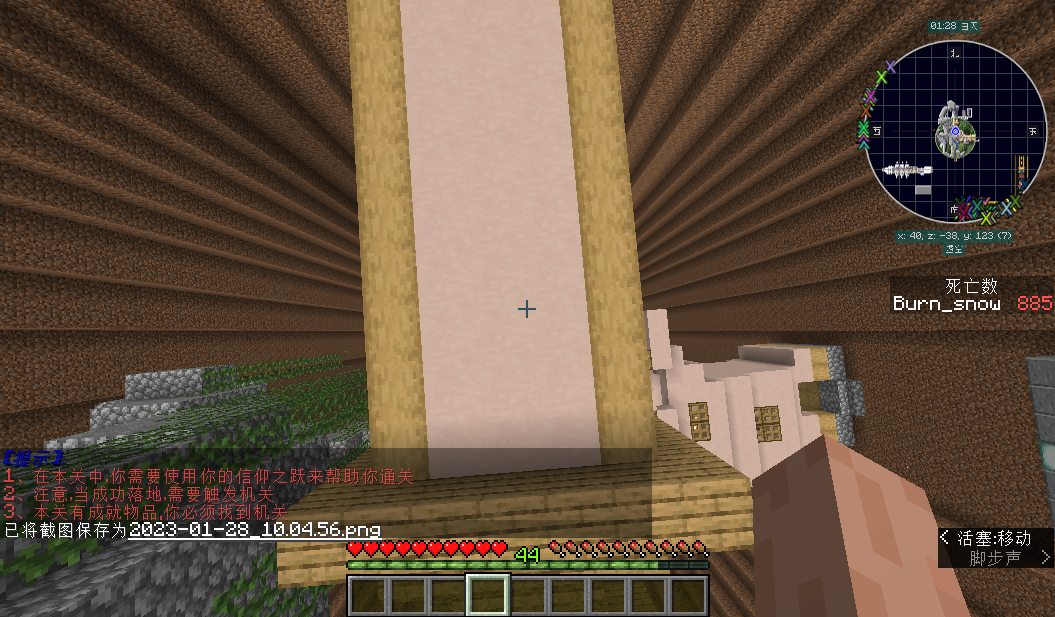 01:28
北
西
东
南
x: 40, z: -38, y: 123 (7)
虚空
死亡数
Burn_snow 885
【提示】
1、在本关中,你需要使用你的信仰之跃来帮助你通关
2、注意,当成功落地,需要触发机关
3、本关有成就物品,你必须找到机关
已将截图保存为2023-01-28_10.04.56.png
44
< 活塞:移动
脚步声 >